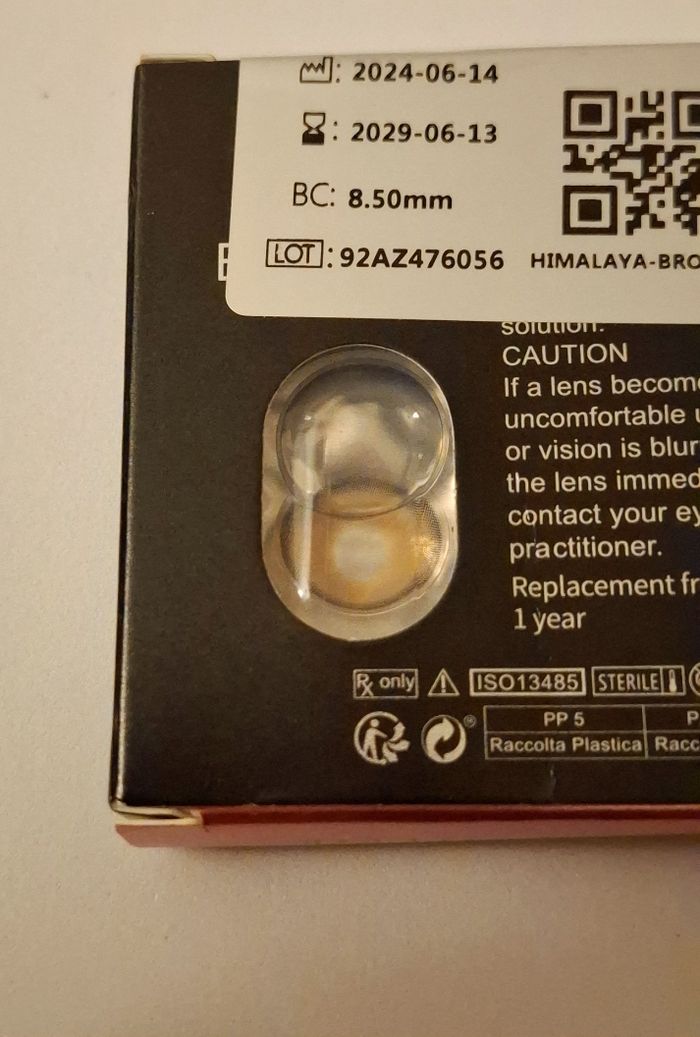 : 2024-06-14
: 2029-06-13
BC: 8.50mm
LOT : 92AZ476056
HIMALAYA-BRO
solution.
CAUTION
If a lens becom
uncomfortable
or vision is blur
the lens immed
contact your ey
practitioner.
Replacement fr
1 year
Rx only ISO13485 STERILE
PP 5 P
Raccolta Plastica Racc